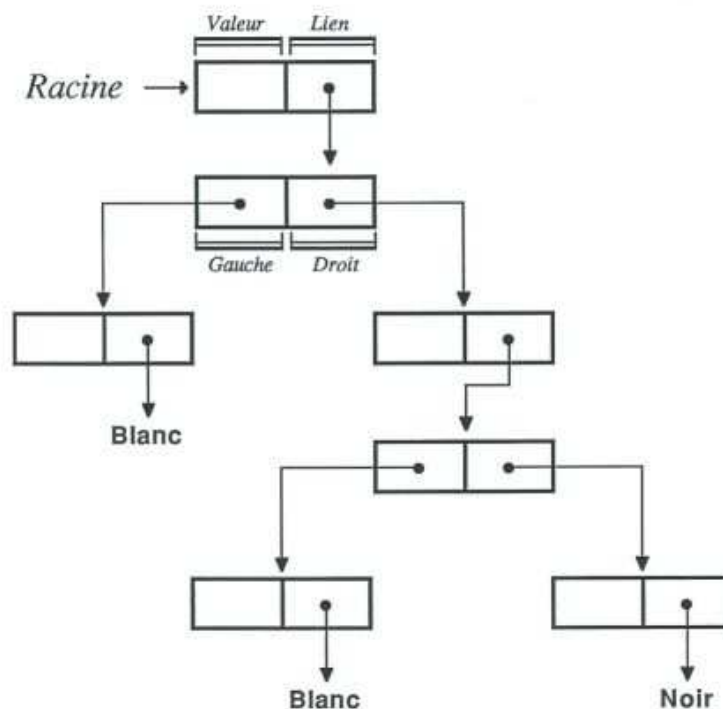 Valeur Lien
Racine
Gauche Droit
Blanc
Blanc Noir